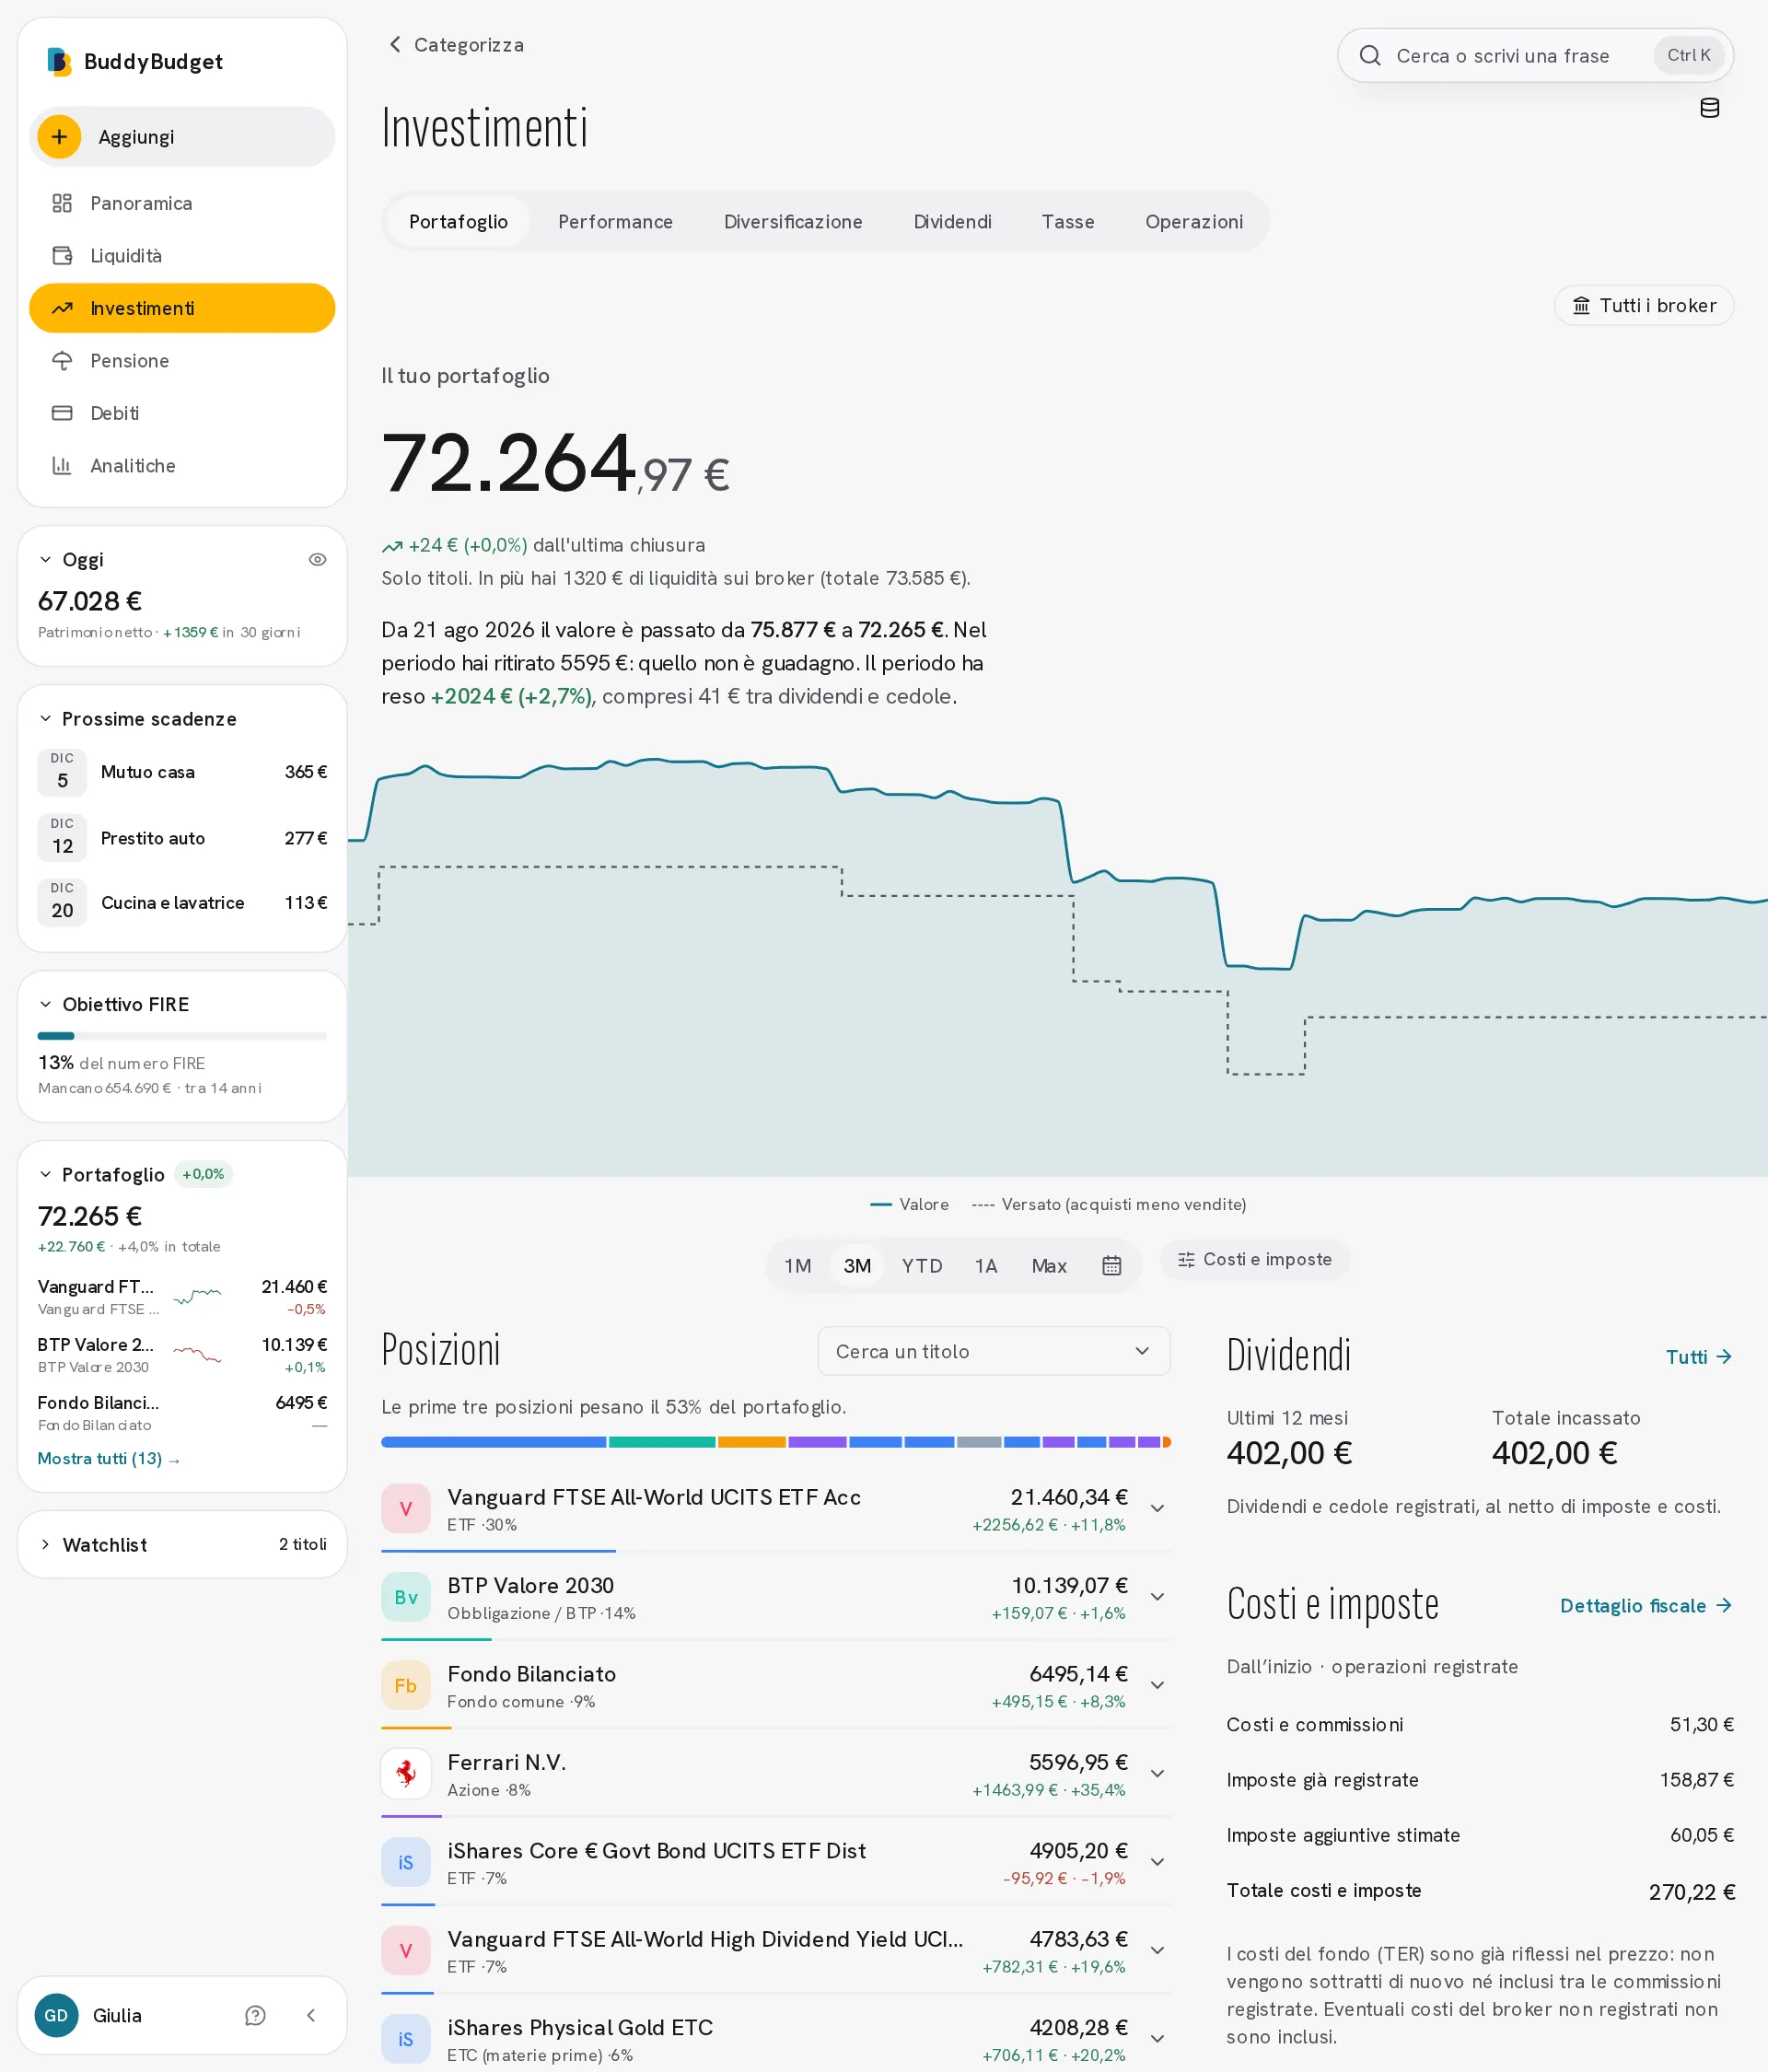 BuddyBudget
Aggiungi
Panoramica
Liquidità
Investimenti
Pensione
Debiti
Analitiche
Oggi
67.028 €
Patrimonio netto · +1359 € in 30 giorni
Prossime scadenze
DIC
5
Mutuo casa
365 €
DIC
12
Prestito auto
277 €
DIC
20
Cucina e lavatrice
113 €
Obiettivo FIRE
13% del numero FIRE
Mancano 654.690 € · tra 14 anni
Portafoglio
+0,0%
72.265 €
+22.760 € · +4,0% in totale
Vanguard FT...
21.460 €
Vanguard FTSE ...
−0,5%
BTP Valore 2...
10.139 €
BTP Valore 2030
+0,1%
Fondo Bilanci...
6495 €
Fondo Bilanciato
—
Mostra tutti (13) →
Watchlist
2 titoli
GD
Giulia
Categorizza
Cerca o scrivi una frase
Ctrl K
Investimenti
Portafoglio
Performance
Diversificazione
Dividendi
Tasse
Operazioni
Tutti i broker
Il tuo portafoglio
72.264,97 €
+24 € (+0,0%) dall'ultima chiusura
Solo titoli. In più hai 1320 € di liquidità sui broker (totale 73.585 €).
Da 21 ago 2026 il valore è passato da 75.877 € a 72.265 €. Nel
periodo hai ritirato 5595 €: quello non è guadagno. Il periodo ha
reso +2024 € (+2,7%), compresi 41 € tra dividendi e cedole.
Valore
Versato (acquisti meno vendite)
1M
3M
YTD
1A
Max
Costi e imposte
Posizioni
Cerca un titolo
Le prime tre posizioni pesano il 53% del portafoglio.
V
Vanguard FTSE All-World UCITS ETF Acc
21.460,34 €
ETF ·30%
+2256,62 € · +11,8%
Bv
BTP Valore 2030
10.139,07 €
Obbligazione / BTP ·14%
+159,07 € · +1,6%
Fb
Fondo Bilanciato
6495,14 €
Fondo comune ·9%
+495,15 € · +8,3%
Ferrari N.V.
5596,95 €
Azione ·8%
+1463,99 € · +35,4%
iS
iShares Core € Govt Bond UCITS ETF Dist
4905,20 €
ETF ·7%
−95,92 € · −1,9%
V
Vanguard FTSE All-World High Dividend Yield UCI...
4783,63 €
ETF ·7%
+782,31 € · +19,6%
iS
iShares Physical Gold ETC
4208,28 €
ETC (materie prime) ·6%
+706,11 € · +20,2%
Dividendi
Tutti →
Ultimi 12 mesi
Totale incassato
402,00 €
402,00 €
Dividendi e cedole registrati, al netto di imposte e costi.
Costi e imposte
Dettaglio fiscale →
Dall’inizio · operazioni registrate
Costi e commissioni
51,30 €
Imposte già registrate
158,87 €
Imposte aggiuntive stimate
60,05 €
Totale costi e imposte
270,22 €
I costi del fondo (TER) sono già riflessi nel prezzo: non
vengono sottratti di nuovo né inclusi tra le commissioni
registrate. Eventuali costi del broker non registrati non
sono inclusi.